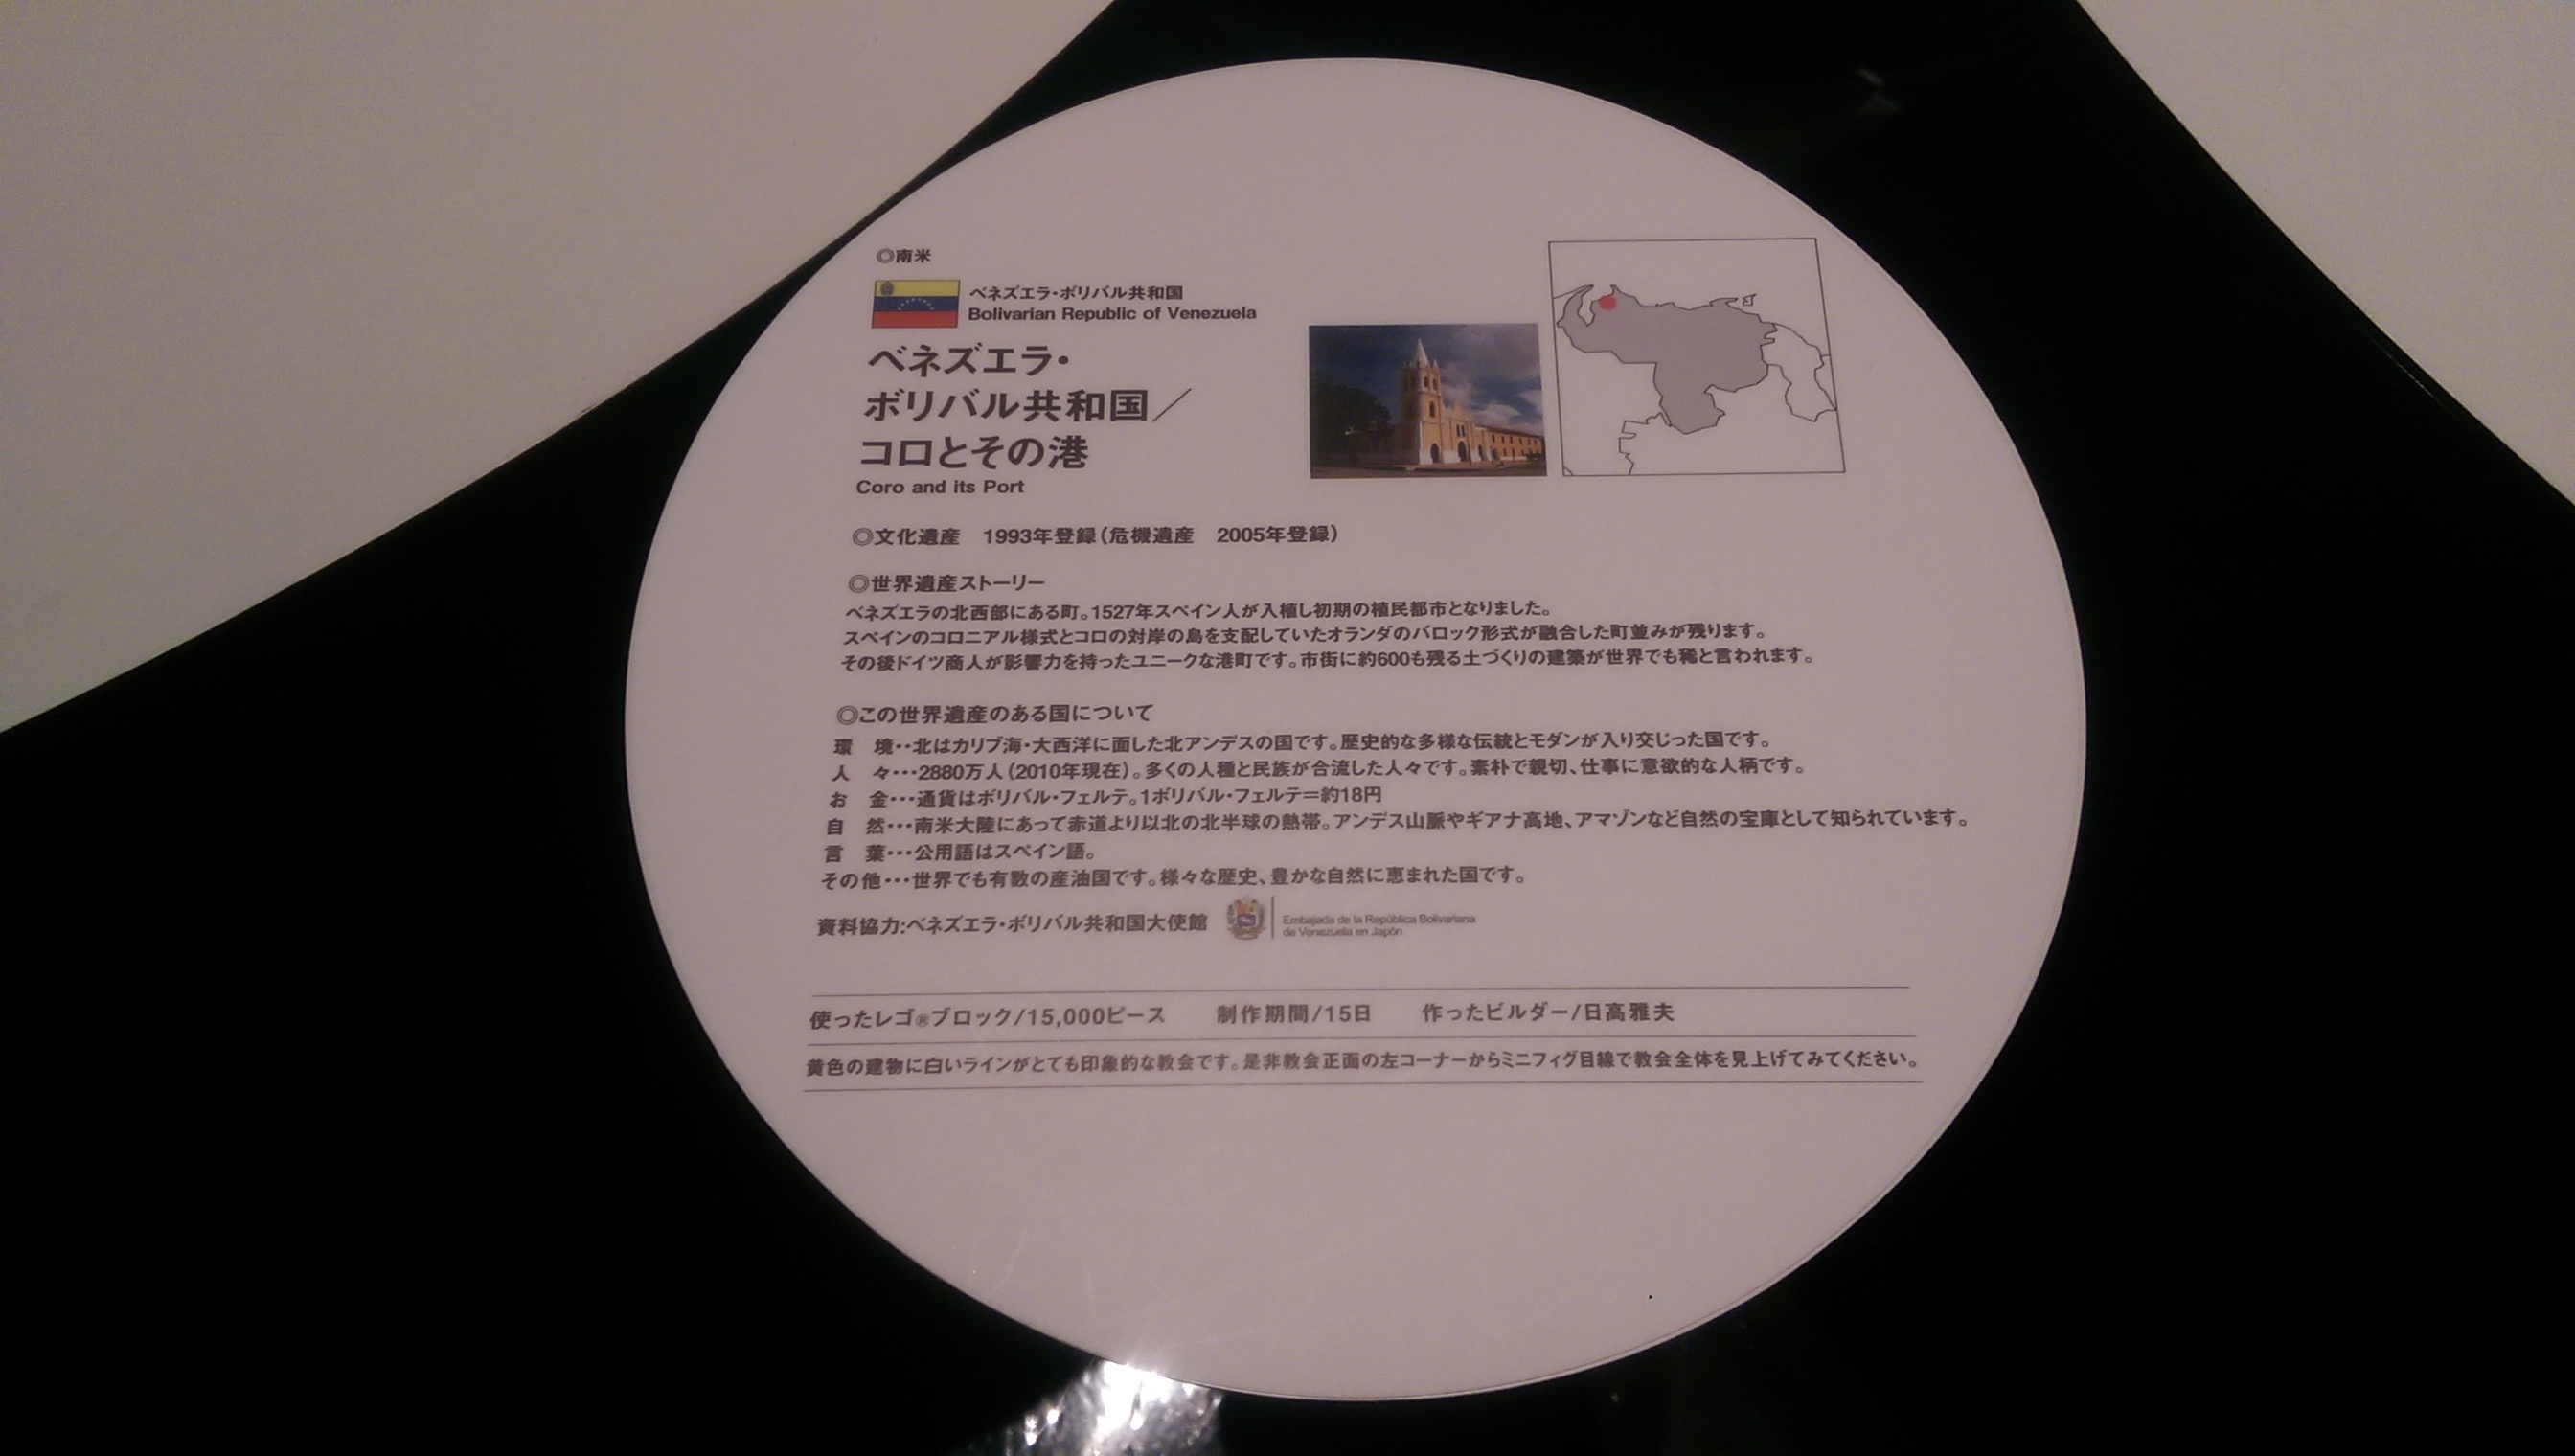 ◎南米
ベネズエラ・ボリバル共和国
Bolivarian Republic of Venezuela
ベネズエラ・
ボリバル共和国／
コロとその港
Coro and its Port
◎文化遺産　1993年登録（危機遺産　2005年登録）
◎世界遺産ストーリー
ベネズエラの北西部にある町。1527年スペイン人が入植し初期の植民都市となりました。
スペインのコロニアル様式とコロの対岸の島を支配していたオランダのバロック形式が融合した町並みが残ります。
その後ドイツ商人が影響力を持ったユニークな港町です。市街に約600も残る土づくりの建築が世界でも稀と言われます。
◎この世界遺産のある国について
環　境・・北はカリブ海・大西洋に面した北アンデスの国です。歴史的な多様な伝統とモダンが入り交じった国です。
人　々・・・2880万人（2010年現在）。多くの人種と民族が合流した人々です。素朴で親切、仕事に意欲的な人柄です。
お　金・・・通貨はボリバル・フェルテ。1ボリバル・フェルテ＝約18円
自　然・・・南米大陸にあって赤道より以北の北半球の熱帯。アンデス山脈やギアナ高地、アマゾンなど自然の宝庫として知られています。
言　葉・・・公用語はスペイン語。
その他・・・世界でも有数の産油国です。様々な歴史、豊かな自然に恵まれた国です。
資料協力:ベネズエラ・ボリバル共和国大使館
Embajada de la República Bolivariana
de Venezuela en Japón
使ったレゴ®ブロック/15,000ピース　制作期間/15日　作ったビルダー/日高雅夫
黄色の建物に白いラインがとても印象的な教会です。是非教会正面の左コーナーからミニフィグ目線で教会全体を見上げてみてください。